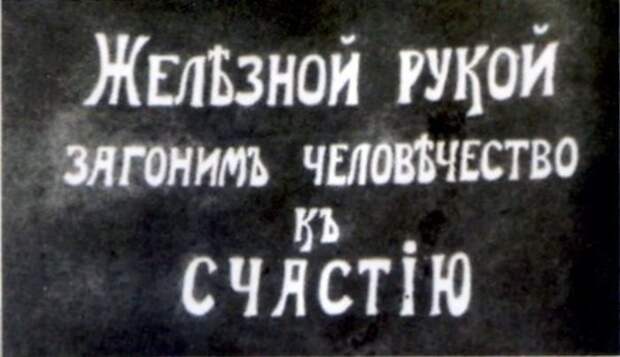 Желѣзной рукой
загонимъ человѣчество
къ
счастію